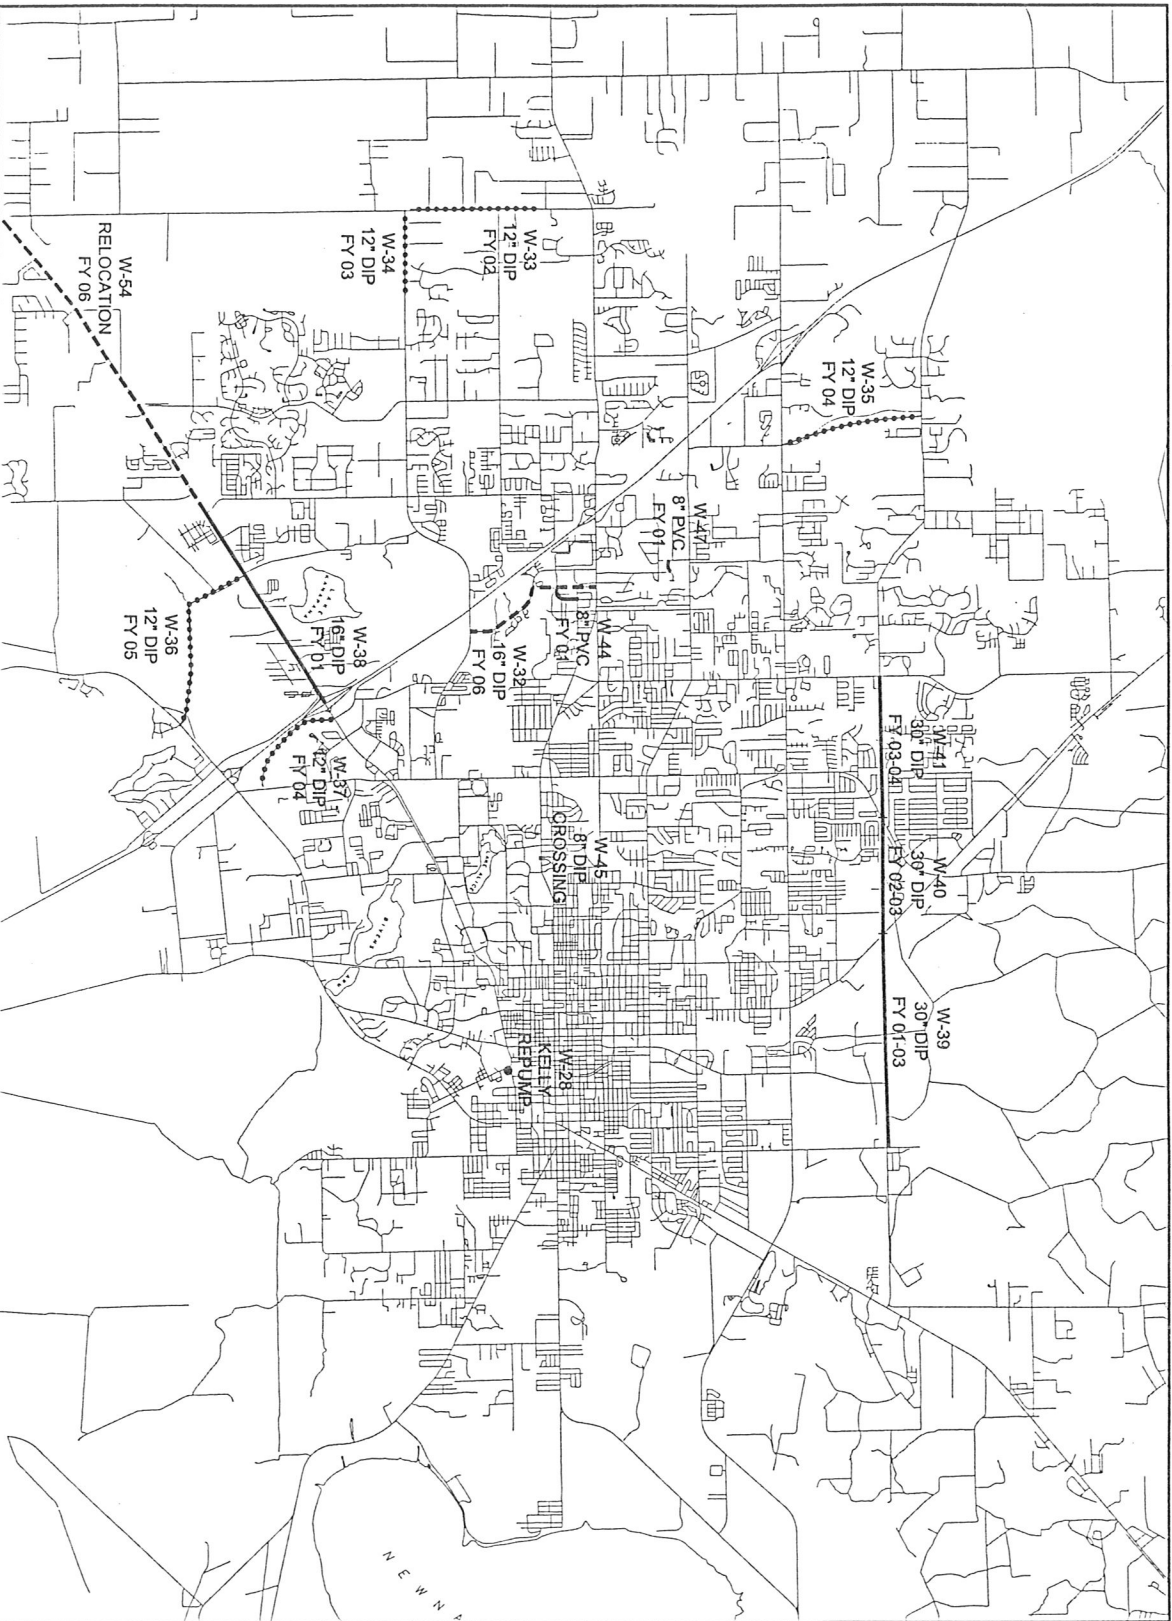 W-54
RELOCATION
FY 06
W-34
12" DIP
FY 03
W-33
12" DIP
FY 02
W-35
12" DIP
FY 04
W-47
8" PVC
FY 01
W-44
8" PVC
FY 01
W-32
16" DIP
FY 06
W-38
16" DIP
FY 01
W-36
12" DIP
FY 05
W-37
12" DIP
FY 04
W-41
30" DIP
FY 03-04
W-40
30" DIP
FY 02-03
W-39
30" DIP
FY 01-03
W-45
8" DIP
CROSSING
W-28
KELLY
REPUMP
NEWNA